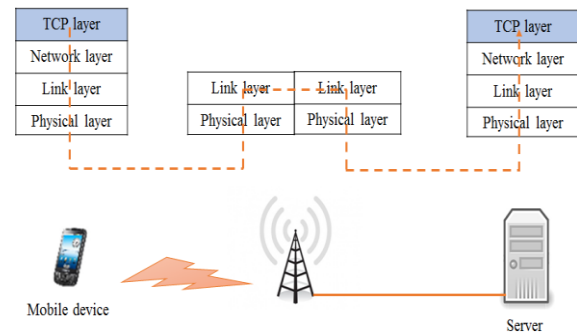 TCP layer
Network layer
Link layer
Physical layer
Link layer
Link layer
Physical layer
Physical layer
TCP layer
Network layer
Link layer
Physical layer
Mobile device
Server